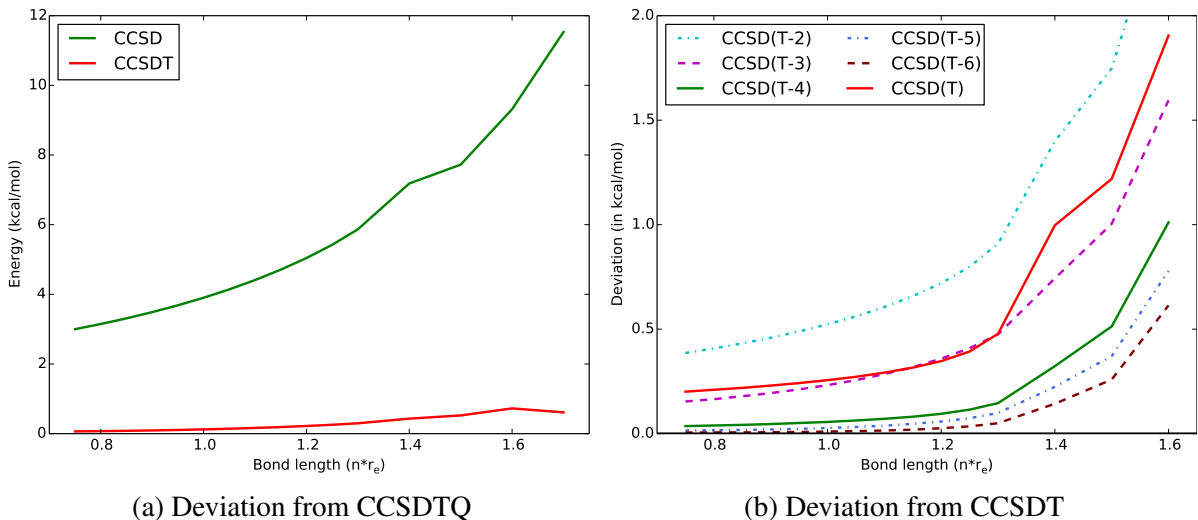 12
10
8
6
4
2
0
Energy (kcal/mol)
CCSD
CCSDT
0.8 1.0 1.2 1.4 1.6
Bond length (n*r_e)
(a) Deviation from CCSDTQ
2.0
1.5
1.0
0.5
0.0
Deviation (in kcal/mol)
CCSD(T-2) CCSD(T-5)
CCSD(T-3) CCSD(T-6)
CCSD(T-4) CCSD(T)
0.8 1.0 1.2 1.4 1.6
Bond length (n*r_e)
(b) Deviation from CCSDT